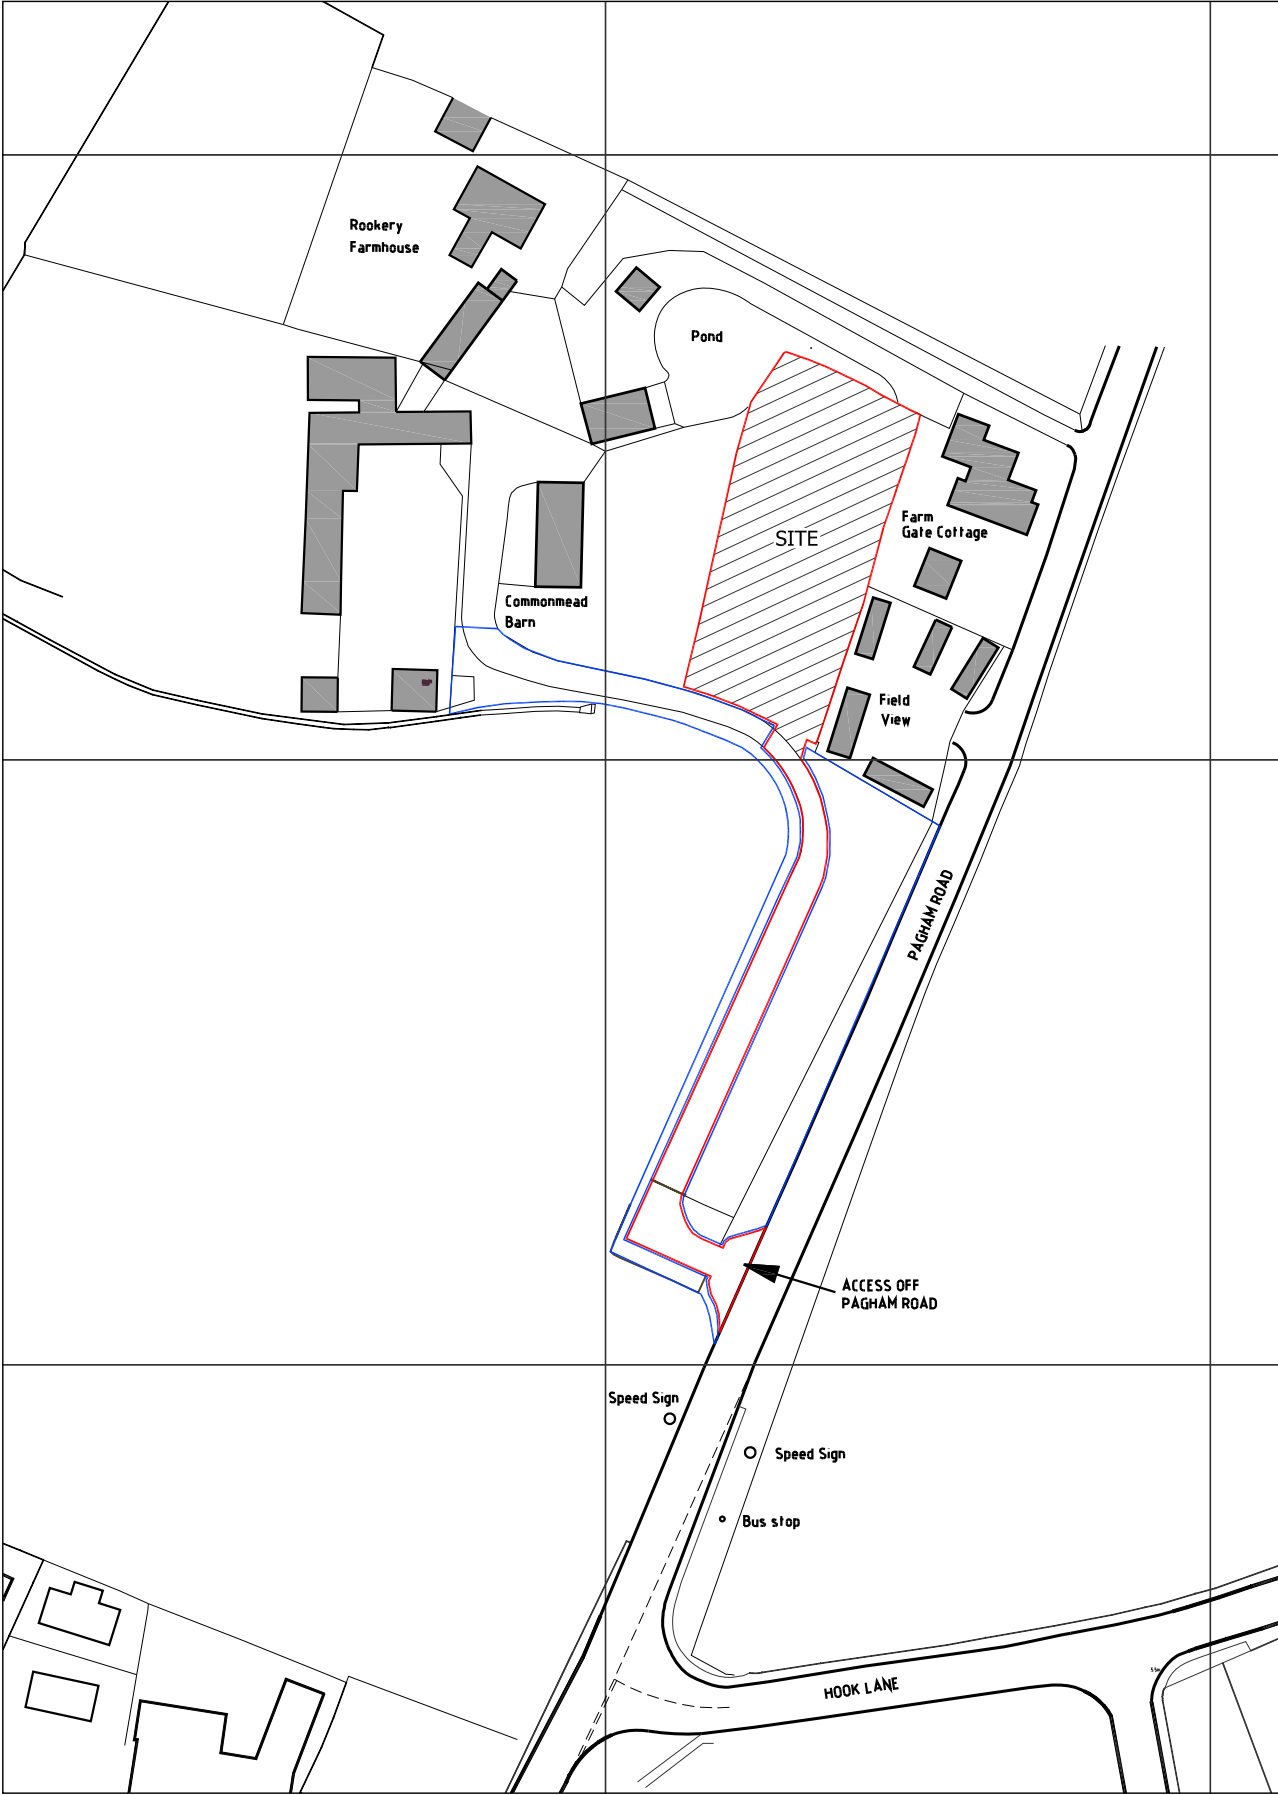 Rookery
Farmhouse
Pond
SITE
Farm
Gate Cottage
Commonmead
Barn
Field
View
PAGHAM ROAD
ACCESS OFF
PAGHAM ROAD
Speed Sign
Speed Sign
Bus stop
HOOK LANE